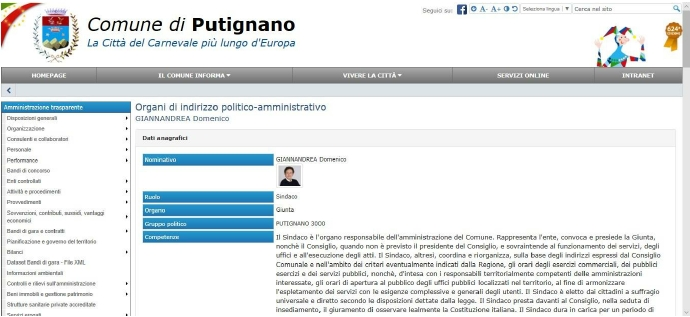 Comune di Putignano
La Città del Carnevale più lungo d'Europa
Seguici su:
A- A+
Seleziona lingua
Cerca nel sito
624ª
HOMEPAGE
IL COMUNE INFORMA
VIVERE LA CITTÀ
SERVIZI ONLINE
INTRANET
Amministrazione trasparente
Disposizioni generali
Organizzazione
Consulenti e collaboratori
Personale
Performance
Bandi di concorso
Enti controllati
Attività e procedimenti
Provvedimenti
Sovvenzioni, contributi, sussidi, vantaggi
economici
Bandi di gara e contratti
Pianificazione e governo del territorio
Bilanci
Dataset Bandi di gara - File XML
Informazioni ambientali
Controlli e rilievi sull'amministrazione
Beni immobili e gestione patrimonio
Strutture sanitarie private accreditate
Servizi erogati
Organi di indirizzo politico-amministrativo
GIANNANDREA Domenico
Dati anagrafici
Nominativo GIANNANDREA Domenico
Ruolo Sindaco
Organo Giunta
Gruppo politico PUTIGNANO 3000
Competenze Il Sindaco è l'organo responsabile dell'amministrazione del Comune. Rappresenta l'ente, convoca e presiede la Giunta,
nonchè il Consiglio, quando non è previsto il presidente del Consiglio, e sovraintende al funzionamento dei servizi, degli
uffici e all'esecuzione degli atti. Il Sindaco, altresì, coordina e riorganizza, sulla base degli indirizzi espressi dal Consiglio
Comunale e nell'ambito dei criteri eventualmente indicati dalla Regione, gli orari degli esercizi commerciali, dei pubblici
esercizi e dei servizi pubblici, nonchè, d'intesa con i responsabili territorialmente competenti delle amministrazioni
interessate, gli orari di apertura al pubblico degli uffici pubblici localizzati nel territorio, al fine di armonizzare
l'espletamento dei servizi con le esigenze complessive e generali degli utenti. Il Sindaco è eletto dai cittadini a suffragio
universale e diretto secondo le disposizioni dettate dalla legge. Il Sindaco presta davanti al Consiglio, nella seduta di
insediamento, il giuramento di osservare lealmente la Costituzione italiana. Il Sindaco dura in carica per un periodo di